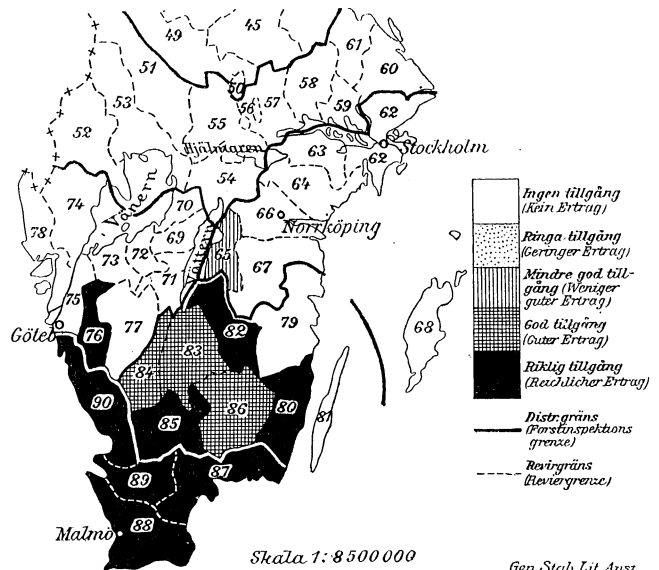 49
45
51
61
60
50
58
53
57
56
59
62
55
52
Hjälmaren
Stockholm
63
62
54
64
Vänern
74
70
66
Norrköping
78
69
73
72
Vättern
65
67
71
75
Göteb
76
77
82
79
68
83
84
90
86
80
81
85
87
89
88
Malmö
Ingen tillgång
(Kein Ertrag)
Ringa tillgång
(Geringer Ertrag)
Mindre god till-
gång (Weniger
guter Ertrag)
God tillgång
(Guter Ertrag)
Riklig tillgång
(Reichlicher Ertrag)
Distr.gräns
(Forstinspektions
grenze)
Revirgräns
(Reviergrenze)
Skala 1:8500000
Gen. Stab. Lit. Anst.